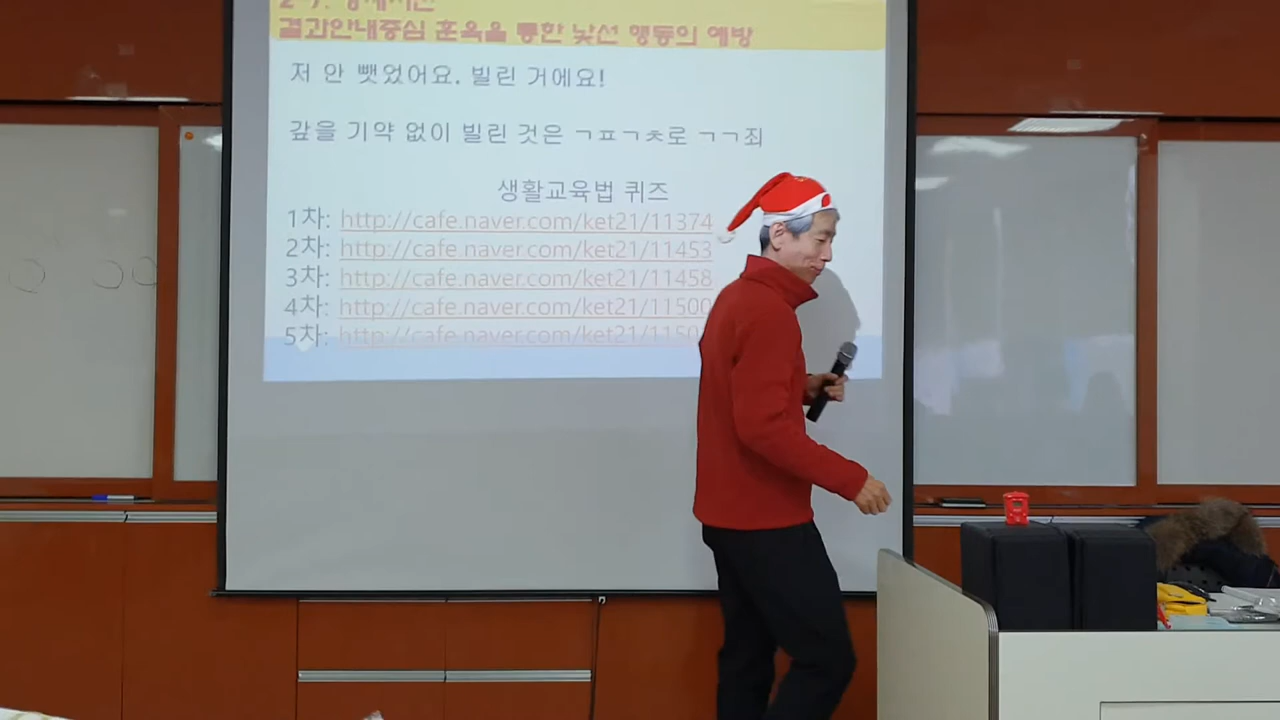 결과안내중심 훈육을 통한 낯선 행동의 예방
저 안 뺏었어요. 빌린 거에요!
갚을 기약 없이 빌린 것은 ㄱㅍㄱㅊ로 ㄱㄱ죄
생활교육법 퀴즈
1차: http://cafe.naver.com/ket21/11374
2차: http://cafe.naver.com/ket21/11453
3차: http://cafe.naver.com/ket21/11458
4차: http://cafe.naver.com/ket21/11500
5차: